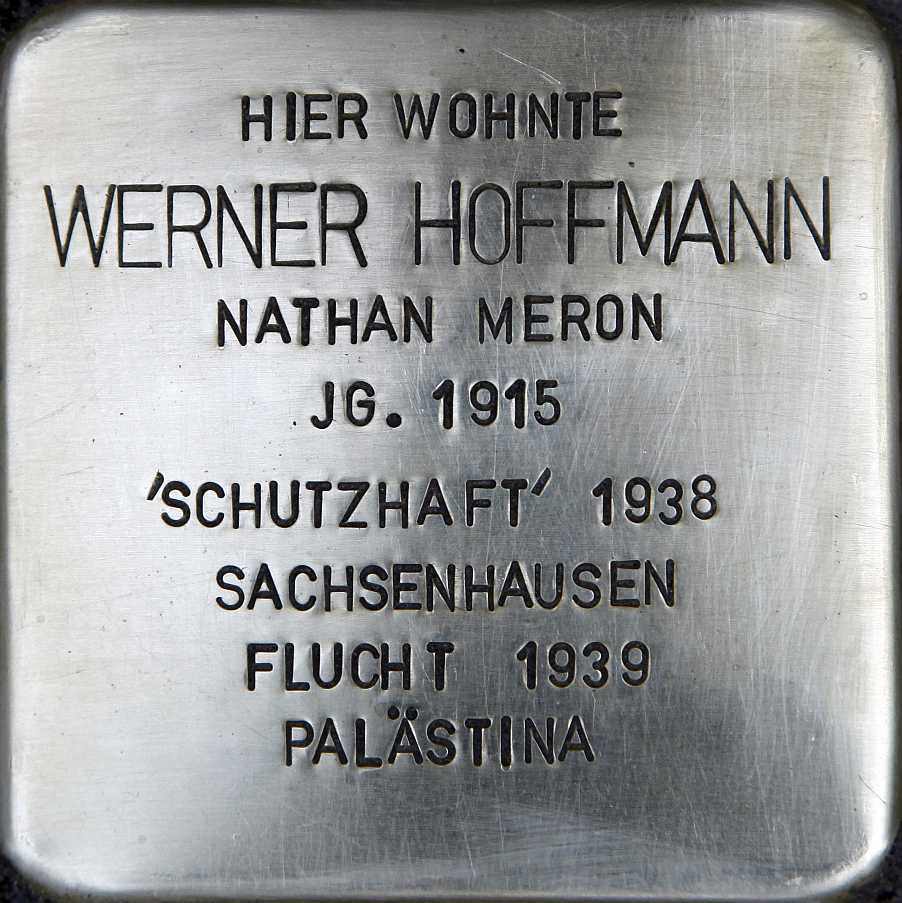 HIER WOHNTE
WERNER HOFFMANN
NATHAN MERON
JG. 1915
'SCHUTZHAFT' 1938
SACHSENHAUSEN
FLUCHT 1939
PALÄSTINA